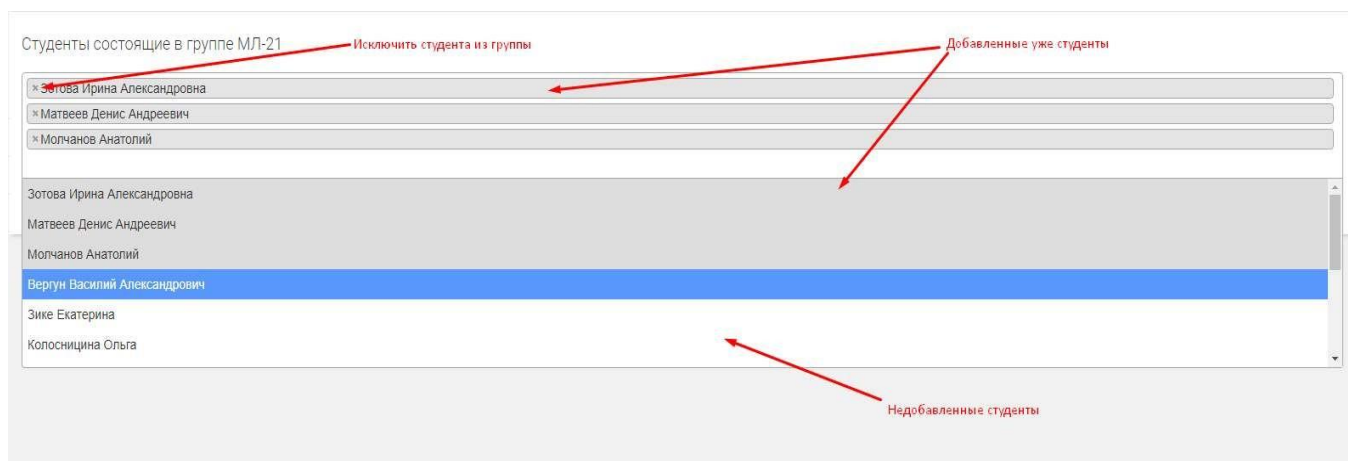 Студенты состоящие в группе МЛ-21
Исключить студента из группы
Добавленные уже студенты
×Зотова Ирина Александровна
×Матвеев Денис Андреевич
×Молчанов Анатолий
Зотова Ирина Александровна
Матвеев Денис Андреевич
Молчанов Анатолий
Вергун Василий Александрович
Зике Екатерина
Колосницина Ольга
Недобавленные студенты